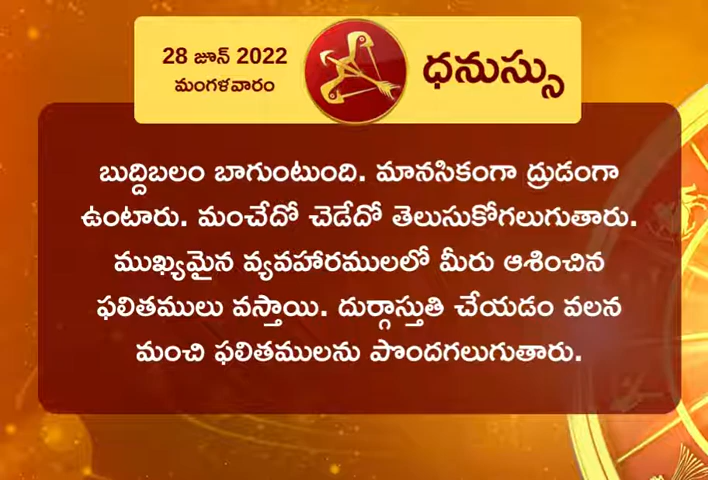 28 జూన్ 2022
మంగళవారం
ధనుస్సు
బుద్దిబలం బాగుంటుంది. మానసికంగా ద్రుడంగా
ఉంటారు. మంచేదో చెడేదో తెలుసుకోగలుగుతారు.
ముఖ్యమైన వ్యవహారములలో మీరు ఆశించిన
ఫలితములు వస్తాయి. దుర్గాస్తుతి చేయడం వలన
మంచి ఫలితములను పొందగలుగుతారు.